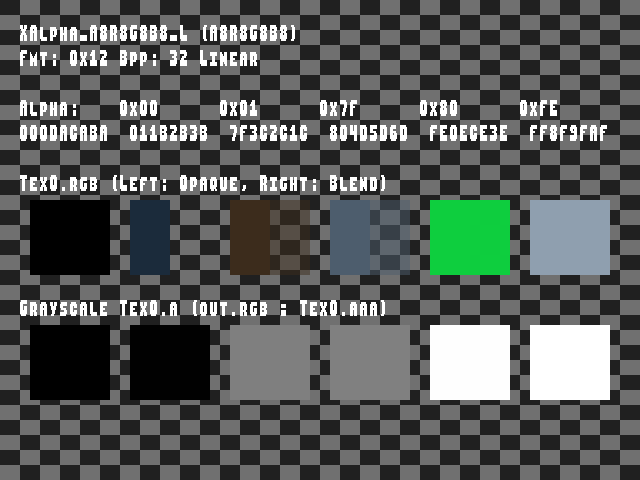 XAlpha_A8R8G8B8_L (A8R8G8B8)
Fmt: 0x12 Bpp: 32 Linear
Alpha: 0x00 0x01 0x7f 0x80 0xfE
000DACABA 011B2B3B 7f3C2C1C 804D5D6D fE0ECE3E ff8f9fAf
Tex0.rgb (Left: Opaque, Right: Blend)
Grayscale Tex0.a (out.rgb = Tex0.aaa)